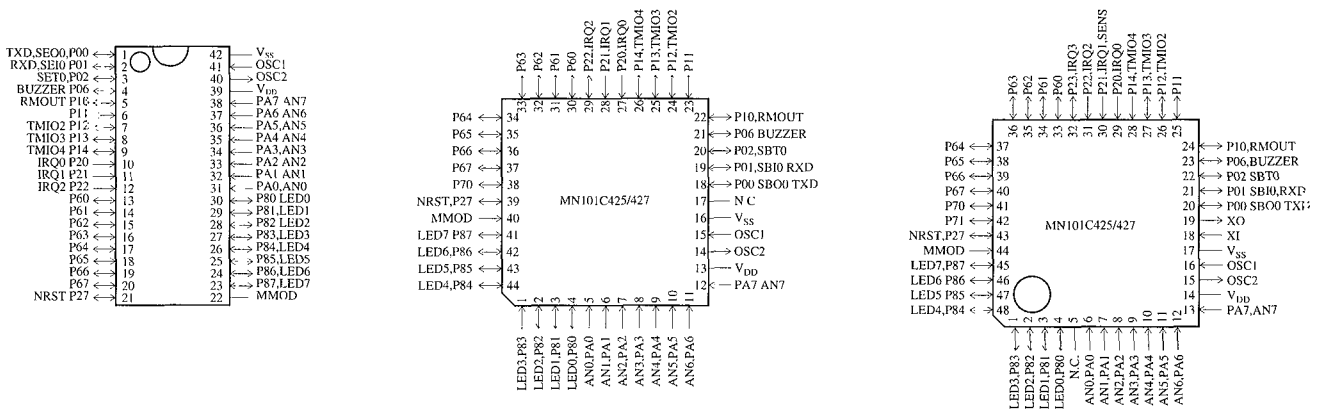 TXD,SEO0,P00 1
RXD,SEI0 P01 2
SET0,P02 3
BUZZER P06 4
RMOUT P10 5
P11 6
TMIO2 P12 7
TMIO3 P13 8
TMIO4 P14 9
IRQ0 P20 10
IRQ1 P21 11
IRQ2 P22 12
P60 13
P61 14
P62 15
P63 16
P64 17
P65 18
P66 19
P67 20
NRST P27 21
42 VSS
41 OSC1
40 OSC2
39 VDD
38 PA7 AN7
37 PA6 AN6
36 PA5,AN5
35 PA4 AN4
34 PA3,AN3
33 PA2 AN2
32 PA1 AN1
31 PA0,AN0
30 P80 LED0
29 P81,LED1
28 P82 LED2
27 P83,LED3
26 P84,LED4
25 P85,LED5
24 P86,LED6
23 P87,LED7
22 MMOD
33 P63
32 P62
31 P61
30 P60
29 P22,IRQ2
28 P21,IRQ1
27 P20,IRQ0
26 P14,TMIO4
25 P13,TMIO3
24 P12,TMIO2
23 P11
P64 34
P65 35
P66 36
P67 37
P70 38
NRST,P27 39
MMOD 40
LED7 P87 41
LED6,P86 42
LED5,P85 43
LED4,P84 44
MN101C425/427
22 P10,RMOUT
21 P06 BUZZER
20 P02,SBT0
19 P01,SBI0 RXD
18 P00 SBO0 TXD
17 N C
16 VSS
15 OSC1
14 OSC2
13 VDD
12 PA7 AN7
1 LED3,P83
2 LED2,P82
3 LED1,P81
4 LED0,P80
5 AN0,PA0
6 AN1,PA1
7 AN2,PA2
8 AN3,PA3
9 AN4,PA4
10 AN5,PA5
11 AN6,PA6
36 P63
35 P62
34 P61
33 P60
32 P23,IRQ3
31 P22,IRQ2
30 P21,IRQ1,SENS
29 P20,IRQ0
28 P14,TMIO4
27 P13,TMIO3
26 P12,TMIO2
25 P11
P64 37
P65 38
P66 39
P67 40
P70 41
P71 42
NRST,P27 43
MMOD 44
LED7,P87 45
LED6 P86 46
LED5 P85 47
LED4,P84 48
MN101C425/427
24 P10,RMOUT
23 P06,BUZZER
22 P02 SBT0
21 P01 SBI0,RXD
20 P00 SBO0 TXD
19 XO
18 XI
17 VSS
16 OSC1
15 OSC2
14 VDD
13 PA7,AN7
1 LED3,P83
2 LED2,P82
3 LED1,P81
4 LED0,P80
5 N.C.
6 AN0,PA0
7 AN1,PA1
8 AN2,PA2
9 AN3,PA3
10 AN4,PA4
11 AN5,PA5
12 AN6,PA6